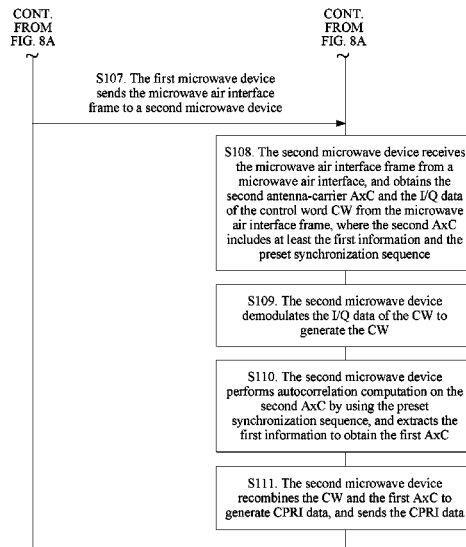 CONT.
FROM
FIG. 8A
~
CONT.
FROM
FIG. 8A
~
S107. The first microwave device
sends the microwave air interface
frame to a second microwave device
S108. The second microwave device receives
the microwave air interface frame from a
microwave air interface, and obtains the
second antenna-carrier AxC and the I/Q data
of the control word CW from the microwave
air interface frame, where the second AxC
includes at least the first information and the
preset synchronization sequence
S109. The second microwave device
demodulates the I/Q data of the CW to
generate the CW
S110. The second microwave device
performs autocorrelation computation on the
second AxC by using the preset
synchronization sequence, and extracts the
first information to obtain the first AxC
S111. The second microwave device
recombines the CW and the first AxC to
generate CPRI data, and sends the CPRI data